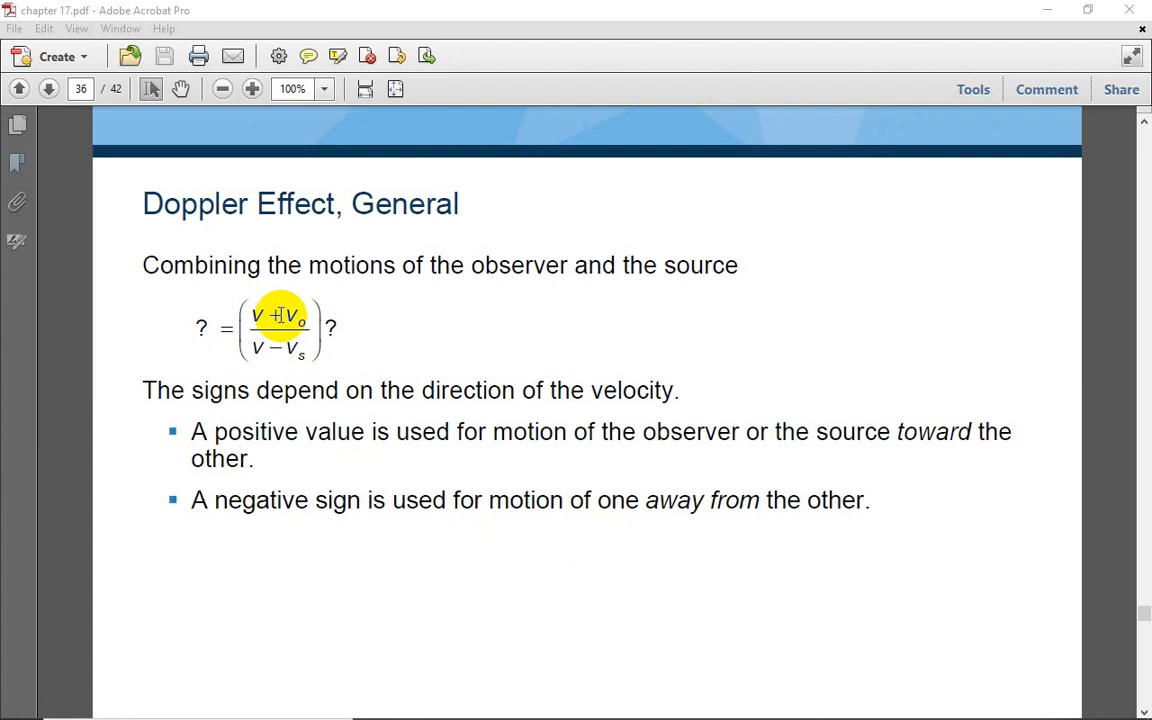 chapter 17.pdf - Adobe Acrobat Pro
File Edit View Window Help
Create
36 / 42 100% Tools Comment Share
Doppler Effect, General
Combining the motions of the observer and the source
? = ( (v + v_o) / (v − v_s) ) ?
The signs depend on the direction of the velocity.
▪ A positive value is used for motion of the observer or the source toward the
other.
▪ A negative sign is used for motion of one away from the other.